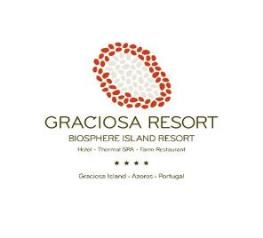 GRACIOSA RESORT
BIOSPHERE ISLAND RESORT
Hotel - Thermal SPA - Farm Restaurant
Graciosa Island - Azores - Portugal